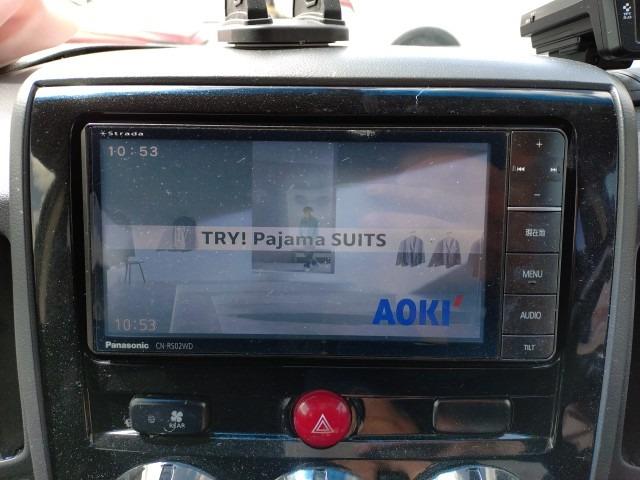 Strada
10:53
+
−
現在地
MENU
AUDIO
TILT
TRY! Pajama SUITS
AOKI
10:53
Panasonic CN-RS02WD
REAR